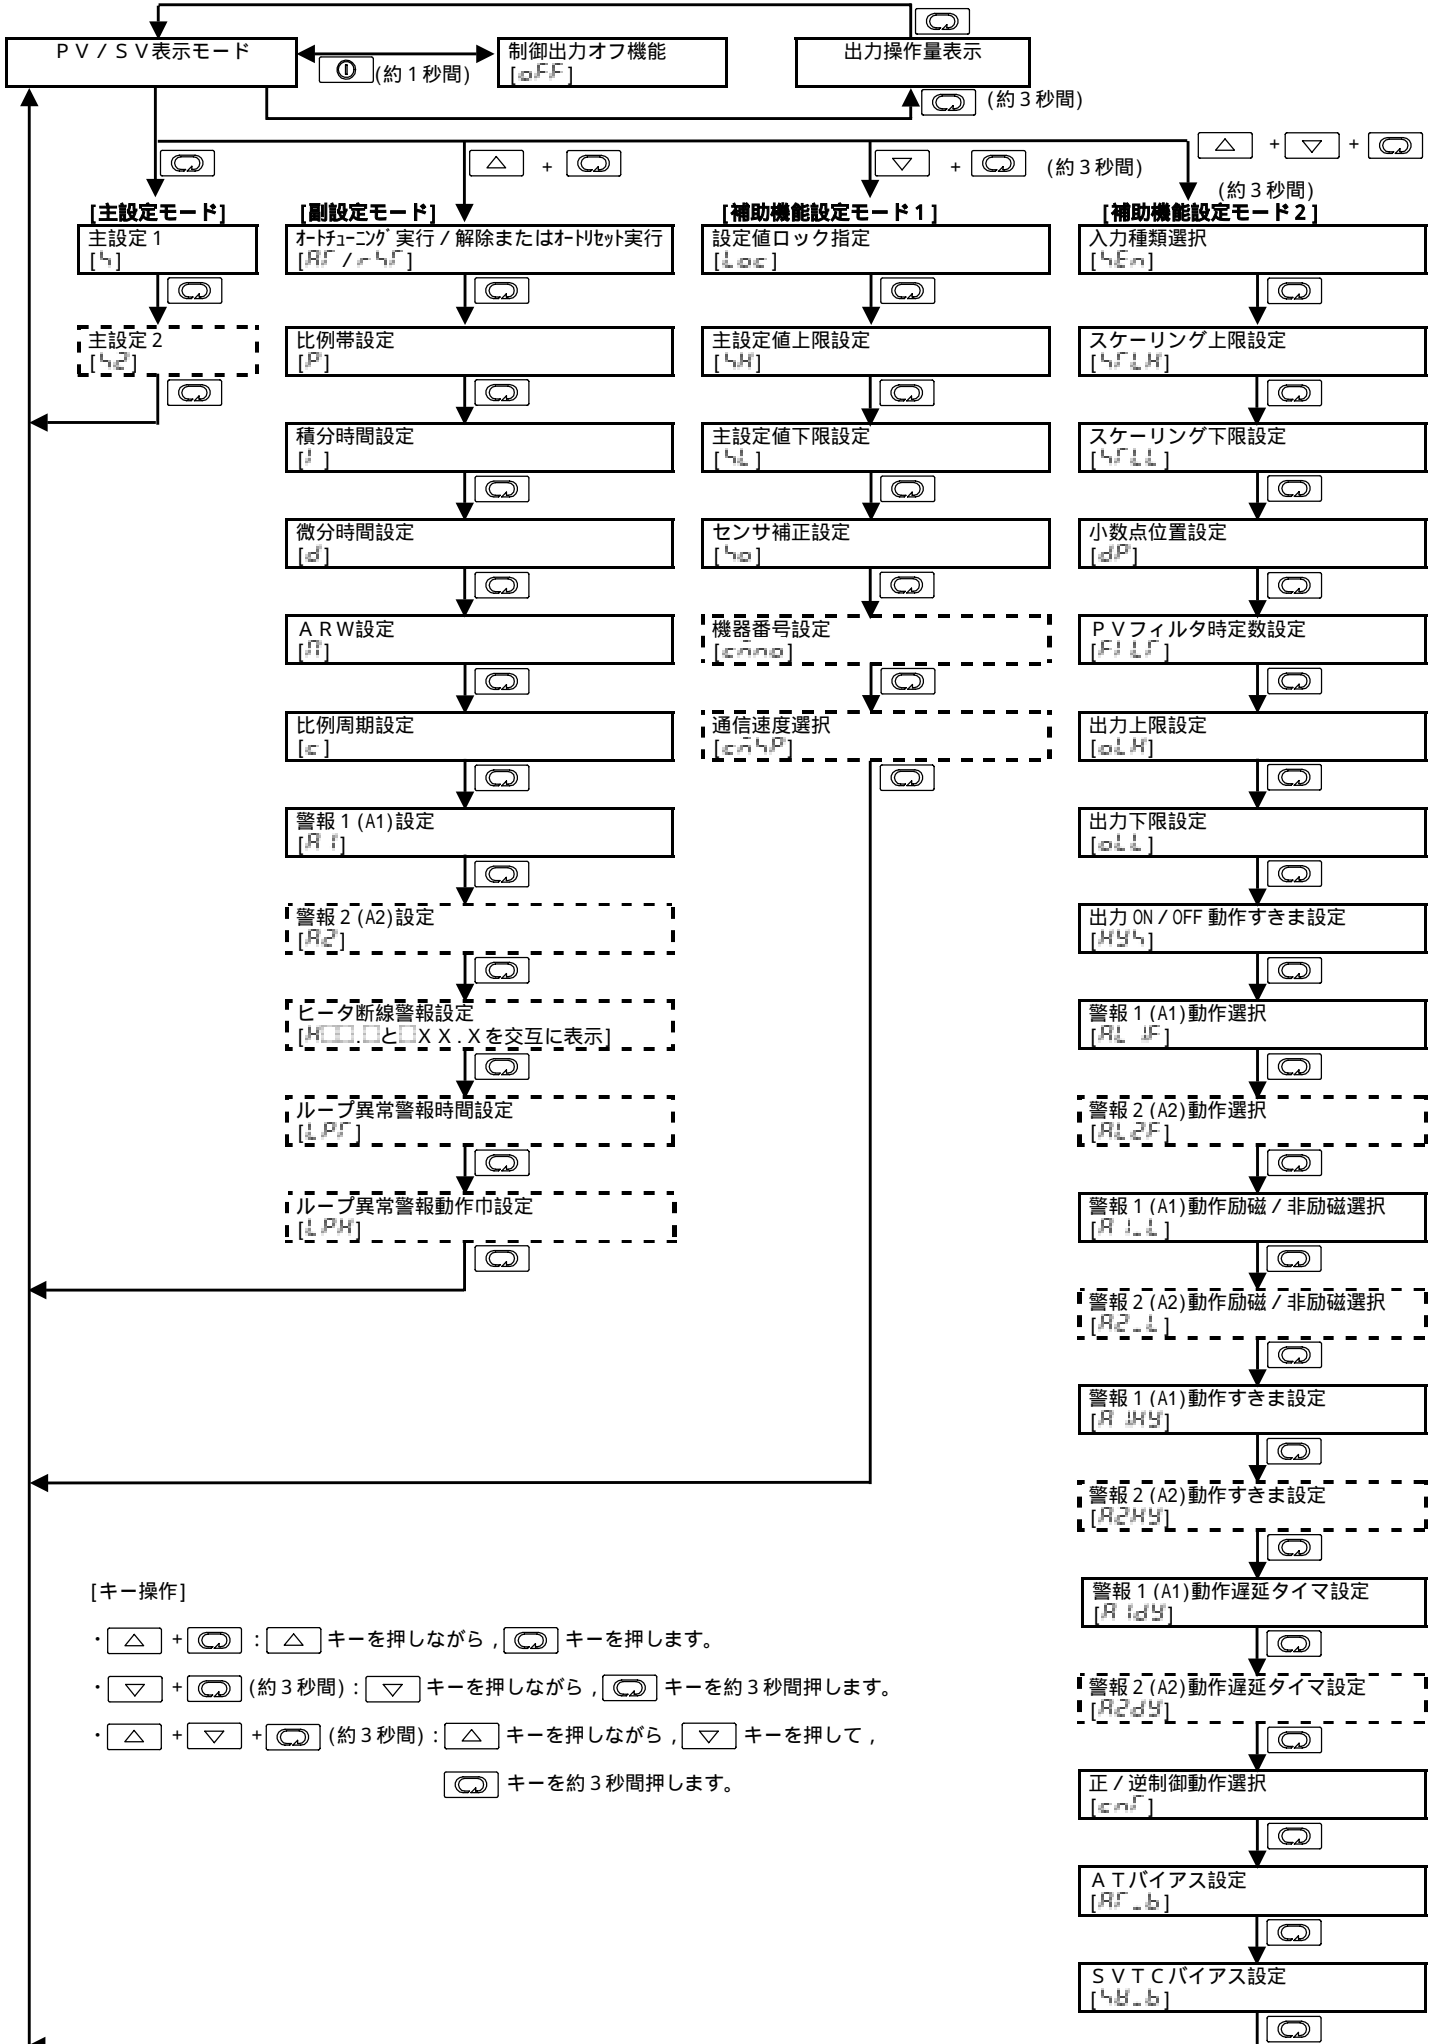 ＰＶ／ＳＶ表示モード
(約１秒間)
制御出力オフ機能
[oFF]
出力操作量表示
(約３秒間)
+
+ (約３秒間)
+ +
(約３秒間)
[主設定モード]
主設定１
主設定２
[副設定モード]
ｵｰﾄﾁｭｰﾆﾝｸﾞ実行／解除またはｵｰﾄﾘｾｯﾄ実行
比例帯設定
[P]
積分時間設定
微分時間設定
[d]
ＡＲＷ設定
比例周期設定
[c]
警報１(A1)設定
[A1]
警報２(A2)設定
[A2]
ヒータ断線警報設定
[H□□.□と□ＸＸ.Ｘを交互に表示]
ループ異常警報時間設定
[LPT]
ループ異常警報動作巾設定
[LPH]
[補助機能設定モード１]
設定値ロック指定
[Loc]
主設定値上限設定
[SH]
主設定値下限設定
[SL]
センサ補正設定
[So]
機器番号設定
[cmno]
通信速度選択
[cmSP]
[補助機能設定モード２]
入力種類選択
[SEn]
スケーリング上限設定
[STLH]
スケーリング下限設定
[STLL]
小数点位置設定
[dP]
ＰＶフィルタ時定数設定
[FILT]
出力上限設定
[oLH]
出力下限設定
[oLL]
出力 ON／OFF 動作すきま設定
[HYS]
警報１(A1)動作選択
[AL1F]
警報２(A2)動作選択
[AL2F]
警報１(A1)動作励磁／非励磁選択
[A1_L]
警報２(A2)動作励磁／非励磁選択
[A2_L]
警報１(A1)動作すきま設定
[A1HY]
警報２(A2)動作すきま設定
[A2HY]
警報１(A1)動作遅延タイマ設定
[A1dY]
警報２(A2)動作遅延タイマ設定
[A2dY]
正／逆制御動作選択
[cnT]
ＡＴバイアス設定
[AT_b]
ＳＶＴＣバイアス設定
[キー操作]
・△ + : △ キーを押しながら， キーを押します。
・▽ + (約３秒間)：▽ キーを押しながら， キーを約３秒間押します。
・△ + ▽ + (約３秒間)：△ キーを押しながら，▽ キーを押して，
キーを約３秒間押します。